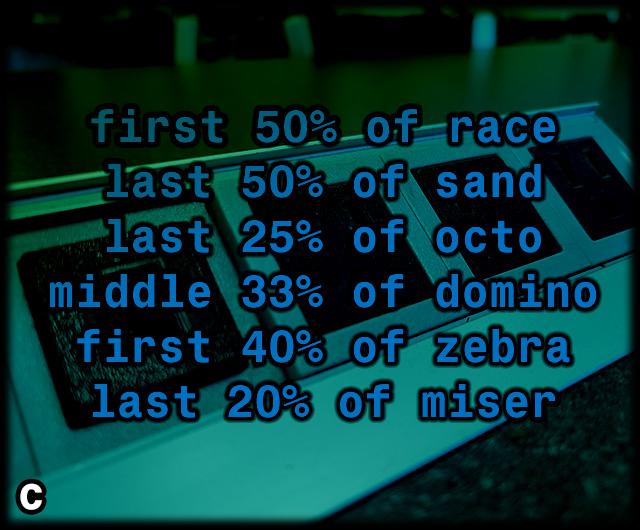 first 50% of race
last 50% of sand
last 25% of octo
middle 33% of domino
first 40% of zebra
last 20% of miser
C